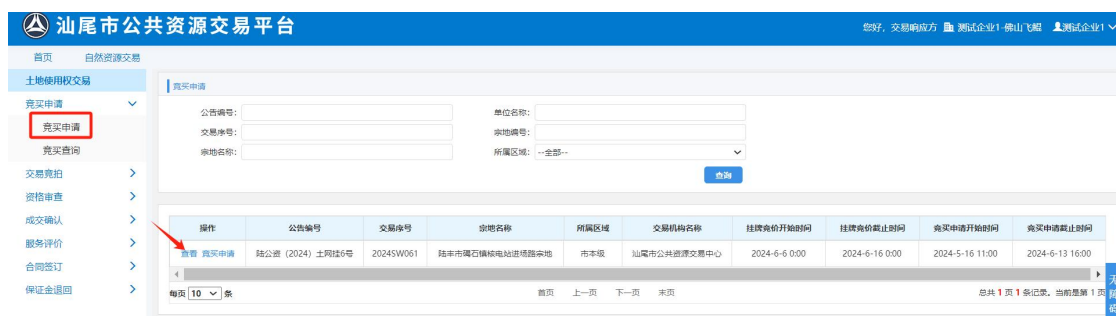 汕尾市公共资源交易平台
您好，交易响应方 测试企业1-佛山飞鲲 测试企业1
首页 自然资源交易
土地使用权交易
竞买申请
竞买申请
竞买查询
交易竞拍
资格审查
成交确认
服务评价
合同签订
保证金退回
竞买申请
公告编号: 单位名称:
交易序号: 宗地编号:
宗地名称: 所属区域: --全部--
查询
操作 公告编号 交易序号 宗地名称 所属区域 交易机构名称 挂牌竞价开始时间 挂牌竞价截止时间 竞买申请开始时间 竞买申请截止时间
查看 竞买申请 陆公资（2024）土网挂6号 2024SW061 陆丰市碣石镇核电站进场路宗地 市本级 汕尾市公共资源交易中心 2024-6-6 0:00 2024-6-16 0:00 2024-5-16 11:00 2024-6-13 16:00
每页 10 条 首页 上一页 下一页 末页 总共 1 页 1 条记录。当前是第 1 页
无障碍